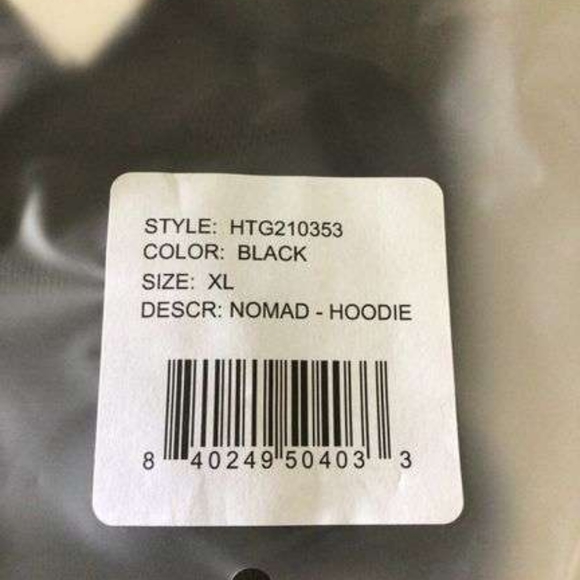 STYLE: HTG210353
COLOR: BLACK
SIZE: XL
DESCR: NOMAD - HOODIE
8 40249 50403 3